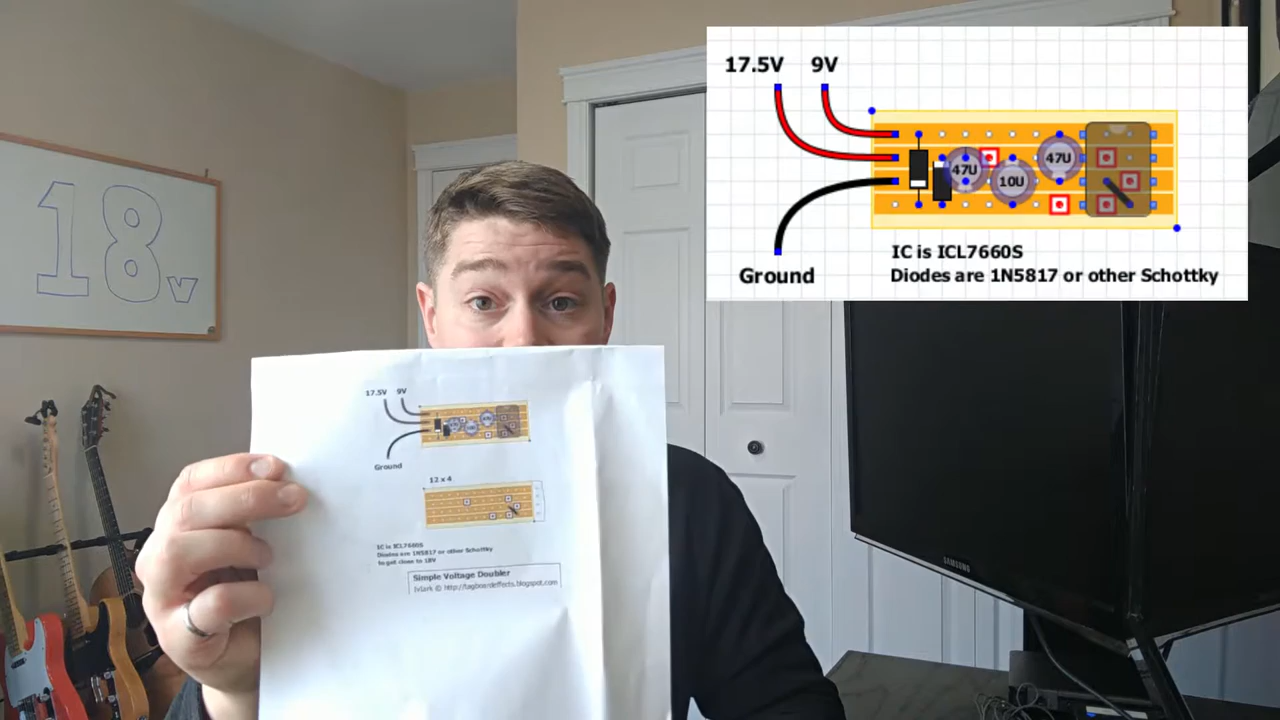 18v
17.5V 9V
47U
10U
47U
Ground
IC is ICL7660S
Diodes are 1N5817 or other Schottky
17.5V 9V
Ground
12 x 4
IC is ICL7660S
Diodes are 1N5817 or other Schottky
to get close to 18V
Simple Voltage Doubler
IvIark © http://tagboardeffects.blogspot.com
SAMSUNG